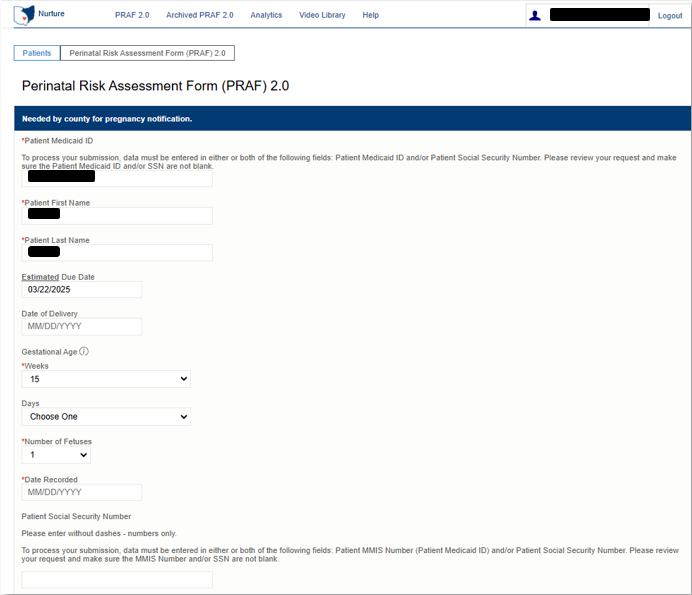 Nurture PRAF 2.0 Archived PRAF 2.0 Analytics Video Library Help Logout
Patients Perinatal Risk Assessment Form (PRAF) 2.0
Perinatal Risk Assessment Form (PRAF) 2.0
Needed by county for pregnancy notification.
*Patient Medicaid ID
To process your submission, data must be entered in either or both of the following fields: Patient Medicaid ID and/or Patient Social Security Number. Please review your request and make
sure the Patient Medicaid ID and/or SSN are not blank.
*Patient First Name
*Patient Last Name
Estimated Due Date
03/22/2025
Date of Delivery
MM/DD/YYYY
Gestational Age
*Weeks
15
Days
Choose One
*Number of Fetuses
1
*Date Recorded
MM/DD/YYYY
Patient Social Security Number
Please enter without dashes - numbers only.
To process your submission, data must be entered in either or both of the following fields: Patient MMIS Number (Patient Medicaid ID) and/or Patient Social Security Number. Please review
your request and make sure the MMIS Number and/or SSN are not blank.